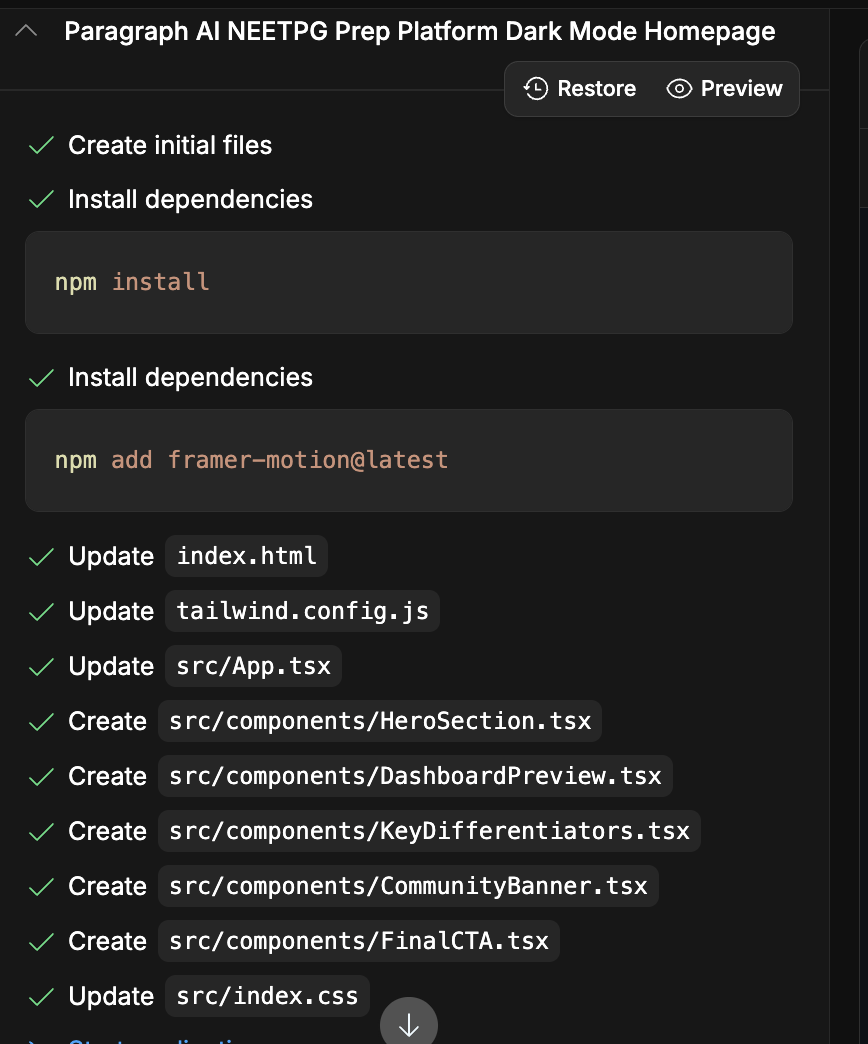 Paragraph AI NEETPG Prep Platform Dark Mode Homepage
Restore Preview
Create initial files
Install dependencies
npm install
Install dependencies
npm add framer-motion@latest
Update index.html
Update tailwind.config.js
Update src/App.tsx
Create src/components/HeroSection.tsx
Create src/components/DashboardPreview.tsx
Create src/components/KeyDifferentiators.tsx
Create src/components/CommunityBanner.tsx
Create src/components/FinalCTA.tsx
Update src/index.css